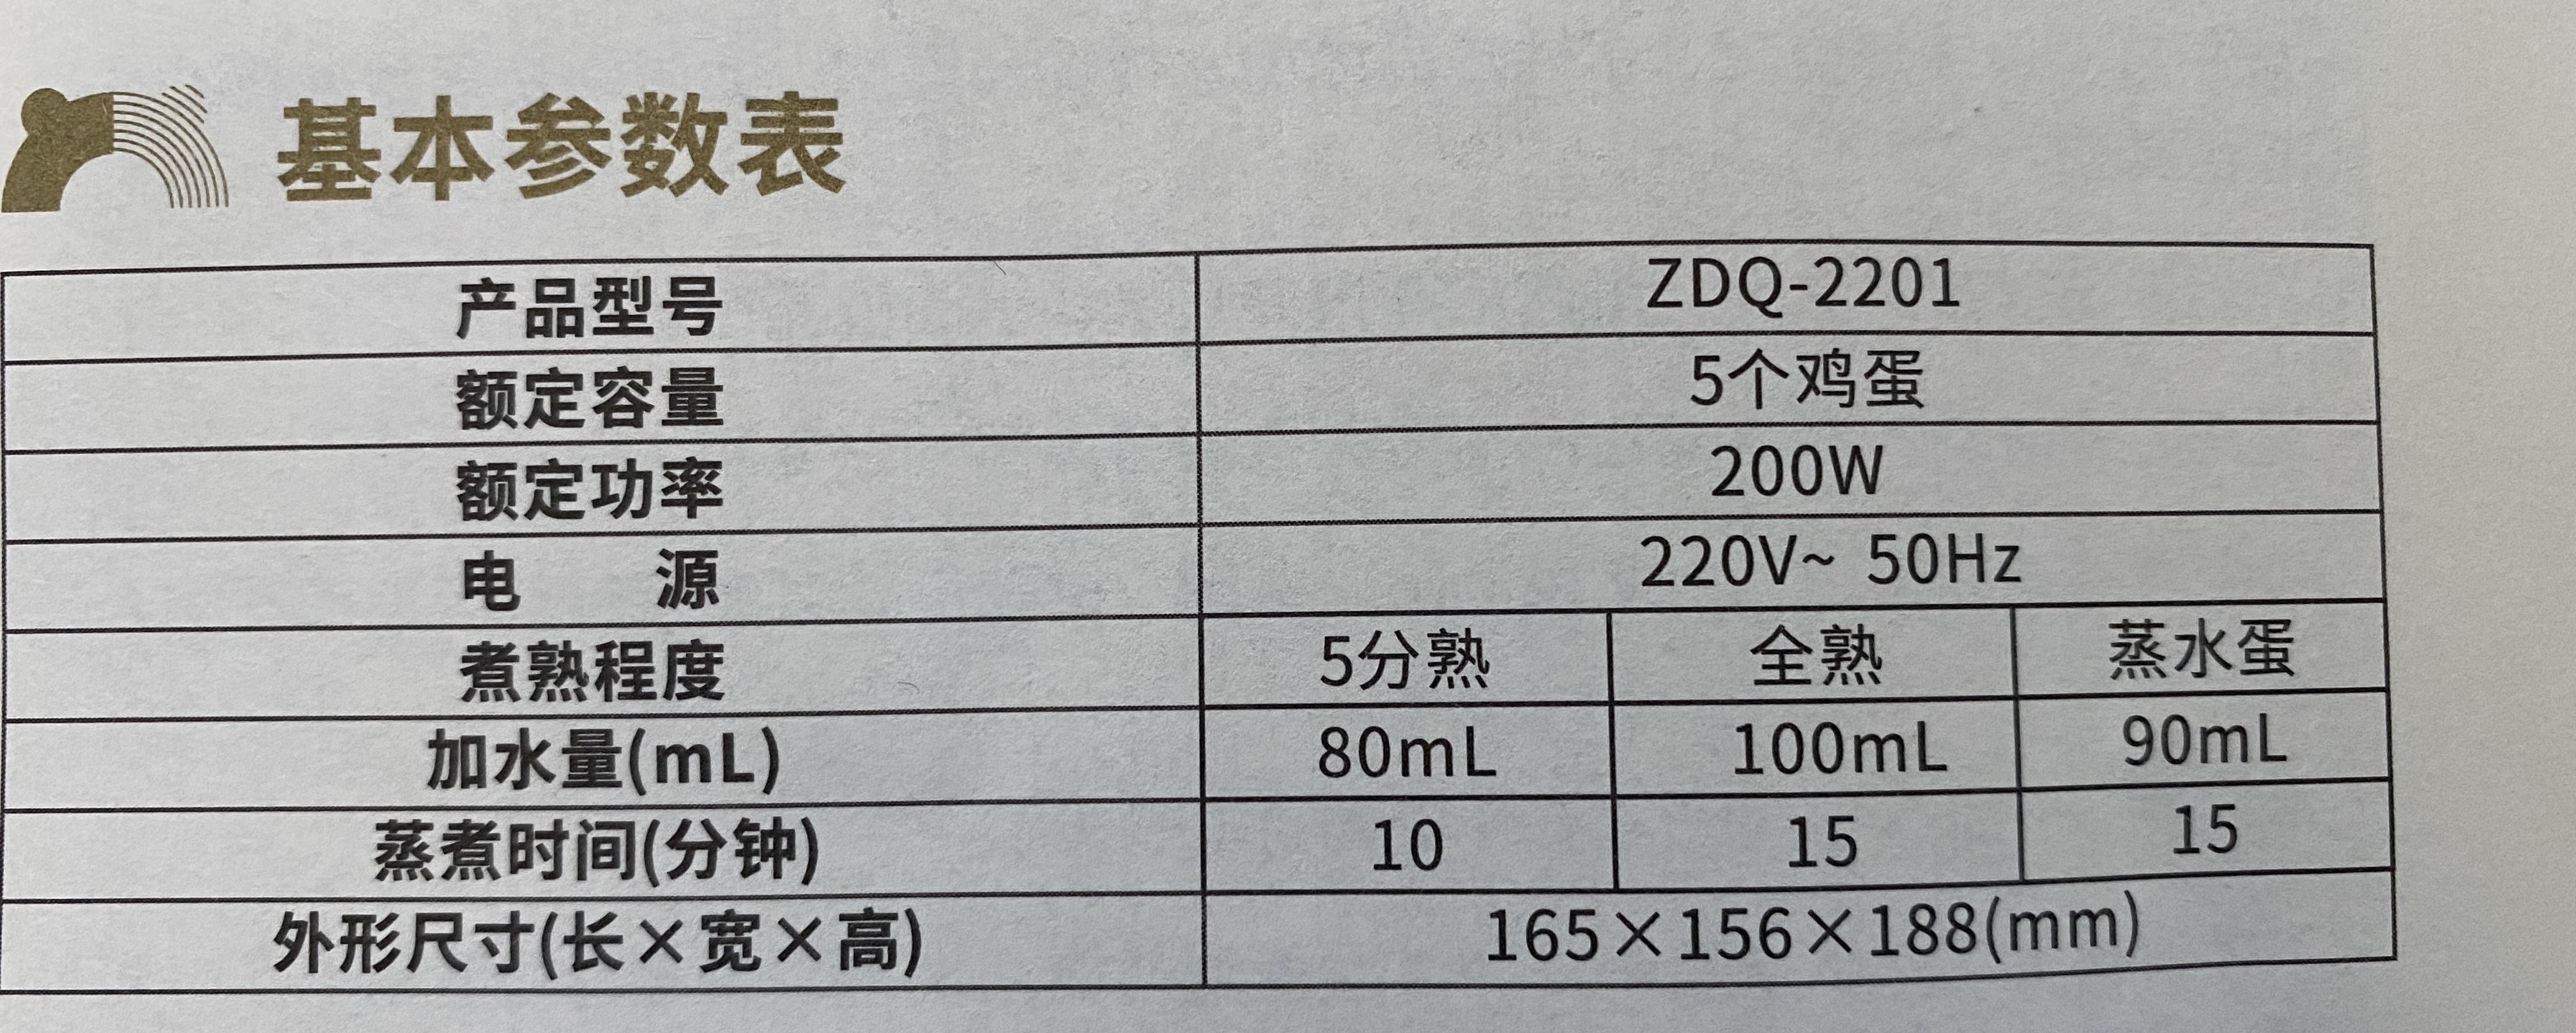 基本参数表
产品型号 ZDQ-2201
额定容量 5个鸡蛋
额定功率 200W
电 源 220V~ 50Hz
煮熟程度 5分熟 全熟 蒸水蛋
加水量(mL) 80mL 100mL 90mL
蒸煮时间(分钟) 10 15 15
外形尺寸(长×宽×高) 165×156×188(mm)